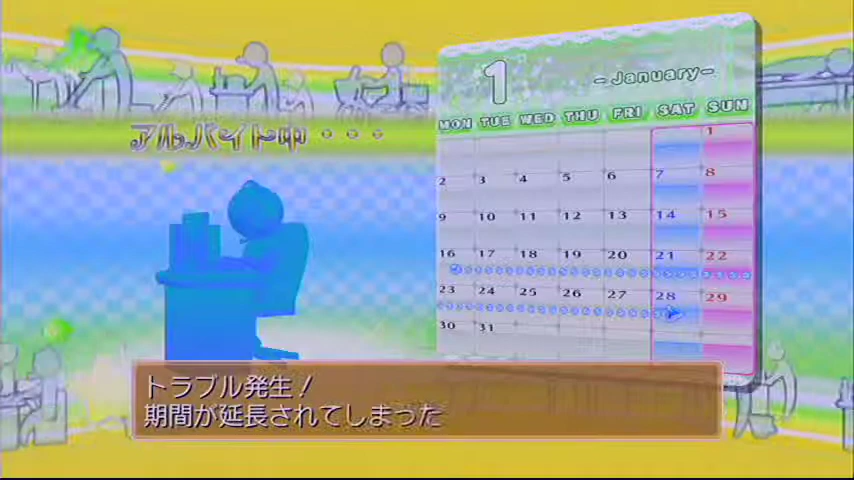 1 -January-
MON TUE WED THU FRI SAT SUN
1
2 3 4 5 6 7 8
9 10 11 12 13 14 15
16 17 18 19 20 21 22
23 24 25 26 27 28 29
30 31
アルバイト中・・・
トラブル発生!
期間が延長されてしまった